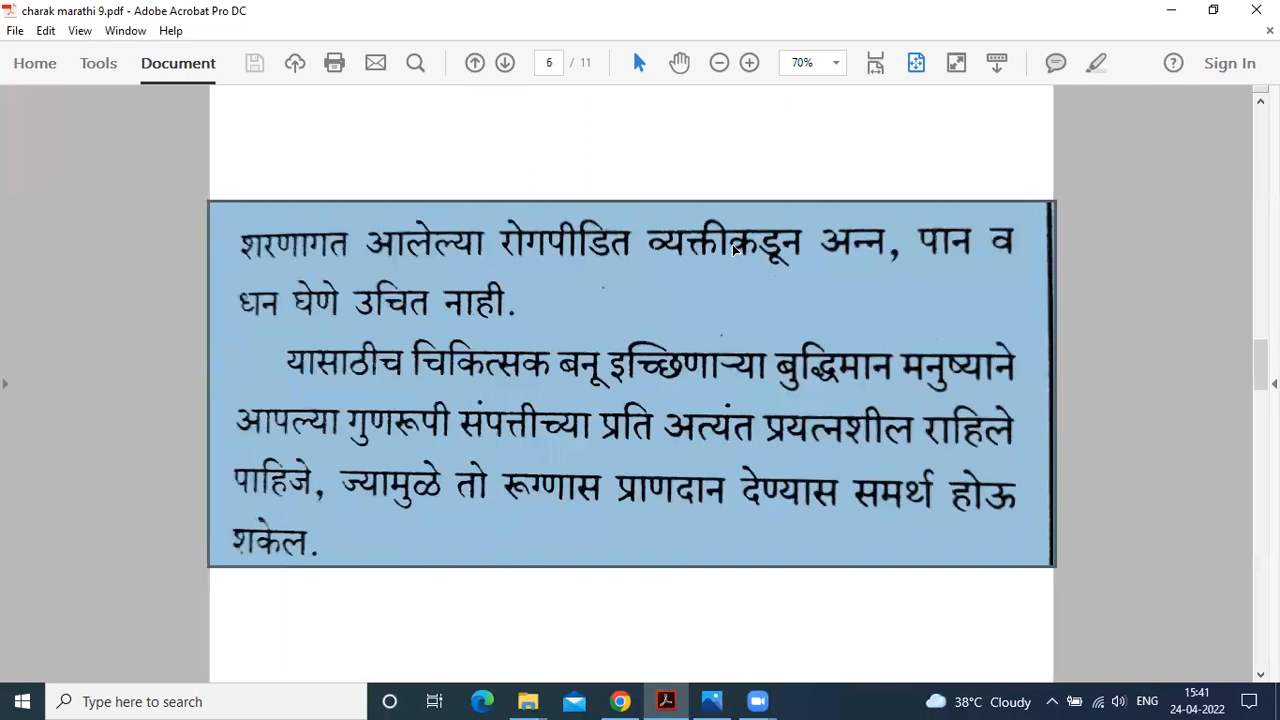 charak marathi 9.pdf - Adobe Acrobat Pro DC
File Edit View Window Help
Home Tools Document 6 / 11 70% Sign In
शरणागत आलेल्या रोगपीडित व्यक्तीकडून अन्न, पान व
धन घेणे उचित नाही.
यासाठीच चिकित्सक बनू इच्छिणाऱ्या बुद्धिमान मनुष्याने
आपल्या गुणरूपी संपत्तीच्या प्रति अत्यंत प्रयत्नशील राहिले
पाहिजे, ज्यामुळे तो रूग्णास प्राणदान देण्यास समर्थ होऊ
शकेल.
Type here to search 38°C Cloudy ENG 15:41
24-04-2022